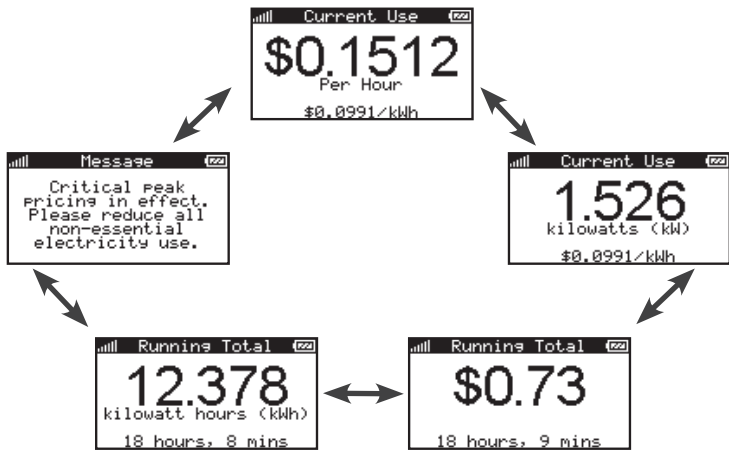 Current Use
$0.1512
Per Hour
$0.0991/kWh
Message
Critical peak
pricing in effect.
Please reduce all
non-essential
electricity use.
Current Use
1.526
kilowatts (kW)
$0.0991/kWh
Running Total
12.378
kilowatt hours (kWh)
18 hours, 8 mins
Running Total
$0.73
18 hours, 9 mins